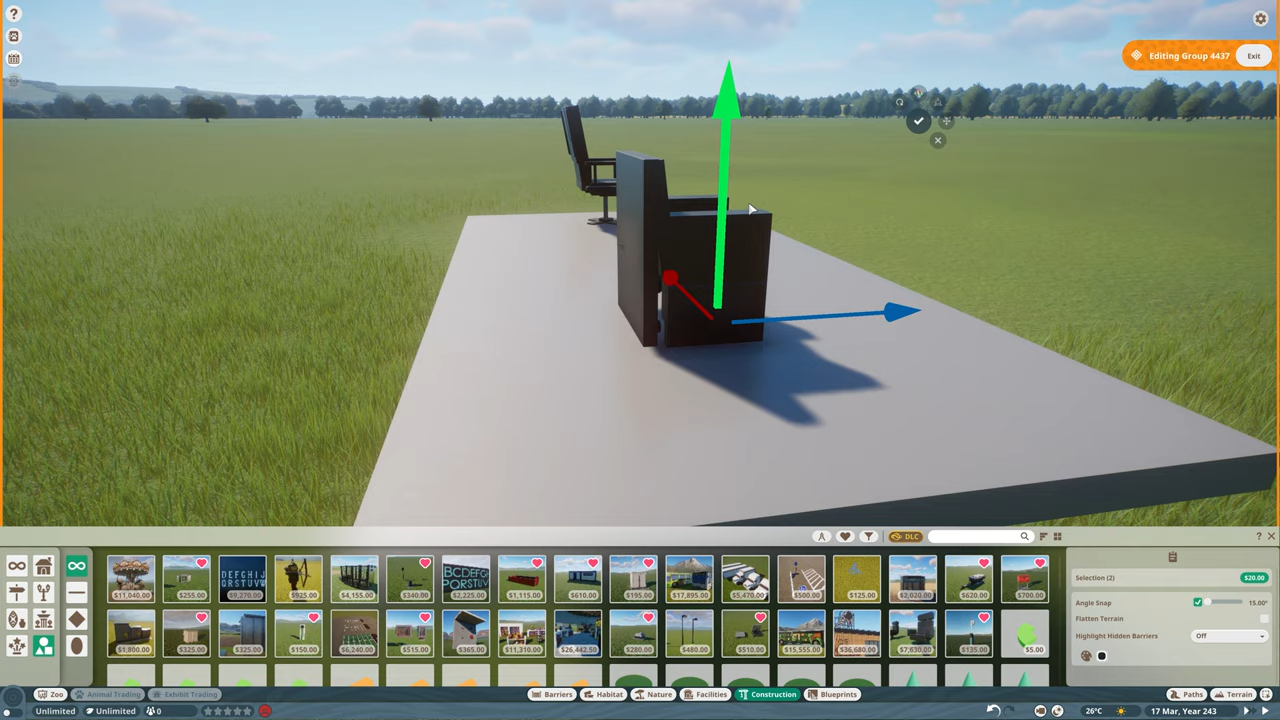 ?
Editing Group 4437
Exit
DLC
?
$11,040.00
$255.00
$9,270.00
$925.00
$4,155.00
$340.00
$2,225.00
$1,115.00
$610.00
$195.00
$17,895.00
$5,470.00
$500.00
$125.00
$2,020.00
$620.00
$700.00
$1,800.00
$325.00
$325.00
$150.00
$6,240.00
$515.00
$365.00
$11,310.00
$26,442.50
$280.00
$480.00
$510.00
$15,555.00
$36,680.00
$7,630.00
$135.00
$5.00
Selection (2)
$20.00
Angle Snap
15.00°
Flatten Terrain
Highlight Hidden Barriers
Off
Zoo
Animal Trading
Exhibit Trading
Barriers
Habitat
Nature
Facilities
Construction
Blueprints
Paths
Terrain
Unlimited
Unlimited
0
26°C
17 Mar, Year 243